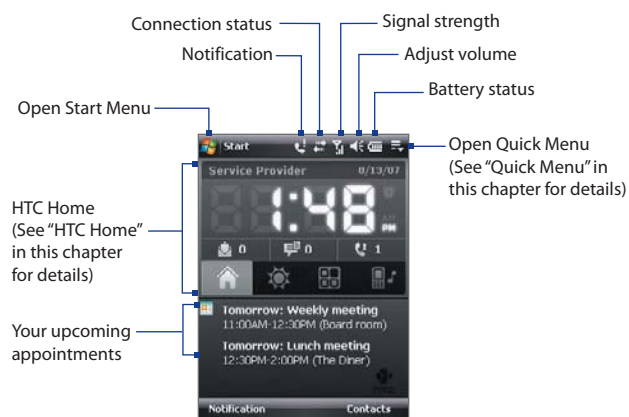 Connection status
Signal strength
Notification
Adjust volume
Battery status
Open Start Menu
Start
Open Quick Menu
(See “Quick Menu” in
this chapter for details)
Service Provider 8/13/07
1:48
AM
PM
HTC Home
(See “HTC Home”
in this chapter
for details)
0 0 1
Your upcoming
appointments
Tomorrow: Weekly meeting
11:00AM-12:30PM (Board room)
Tomorrow: Lunch meeting
12:30PM-2:00PM (The Diner)
Notification Contacts